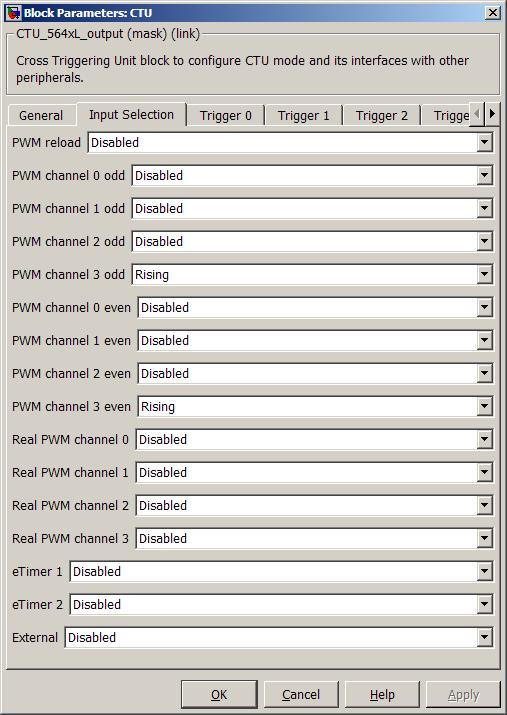 Block Parameters: CTU
CTU_564xL_output (mask) (link)
Cross Triggering Unit block to configure CTU mode and its interfaces with other
peripherals.
General Input Selection Trigger 0 Trigger 1 Trigger 2 Trigge
PWM reload Disabled
PWM channel 0 odd Disabled
PWM channel 1 odd Disabled
PWM channel 2 odd Disabled
PWM channel 3 odd Rising
PWM channel 0 even Disabled
PWM channel 1 even Disabled
PWM channel 2 even Disabled
PWM channel 3 even Rising
Real PWM channel 0 Disabled
Real PWM channel 1 Disabled
Real PWM channel 2 Disabled
Real PWM channel 3 Disabled
eTimer 1 Disabled
eTimer 2 Disabled
External Disabled
OK Cancel Help Apply